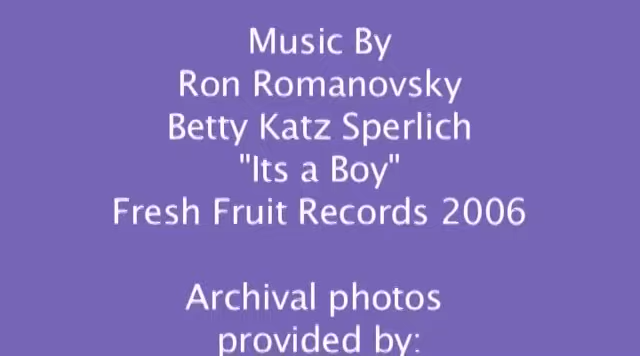 Music By
Ron Romanovsky
Betty Katz Sperlich
"Its a Boy"
Fresh Fruit Records 2006
Archival photos
provided by: